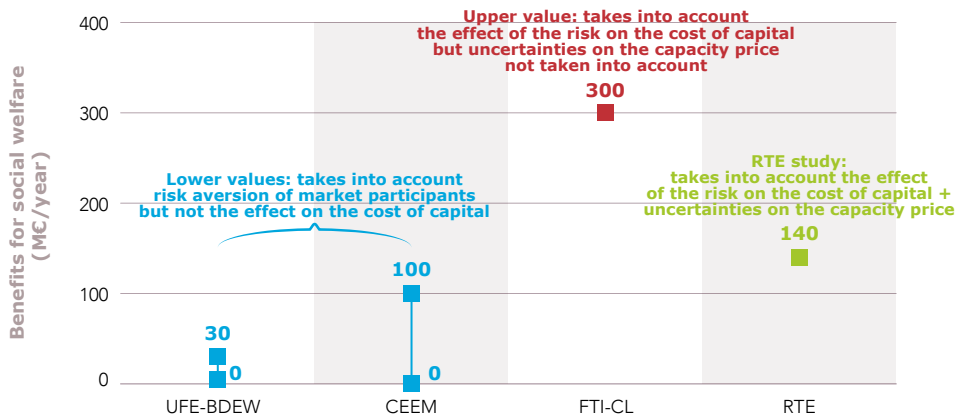 Benefits for social welfare
(M€/year)
400
300
200
100
0
Upper value: takes into account
the effect of the risk on the cost of capital
but uncertainties on the capacity price
not taken into account
300
Lower values: takes into account
risk aversion of market participants
but not the effect on the cost of capital
30
0
100
0
RTE study:
takes into account the effect
of the risk on the cost of capital +
uncertainties on the capacity price
140
UFE-BDEW
CEEM
FTI-CL
RTE